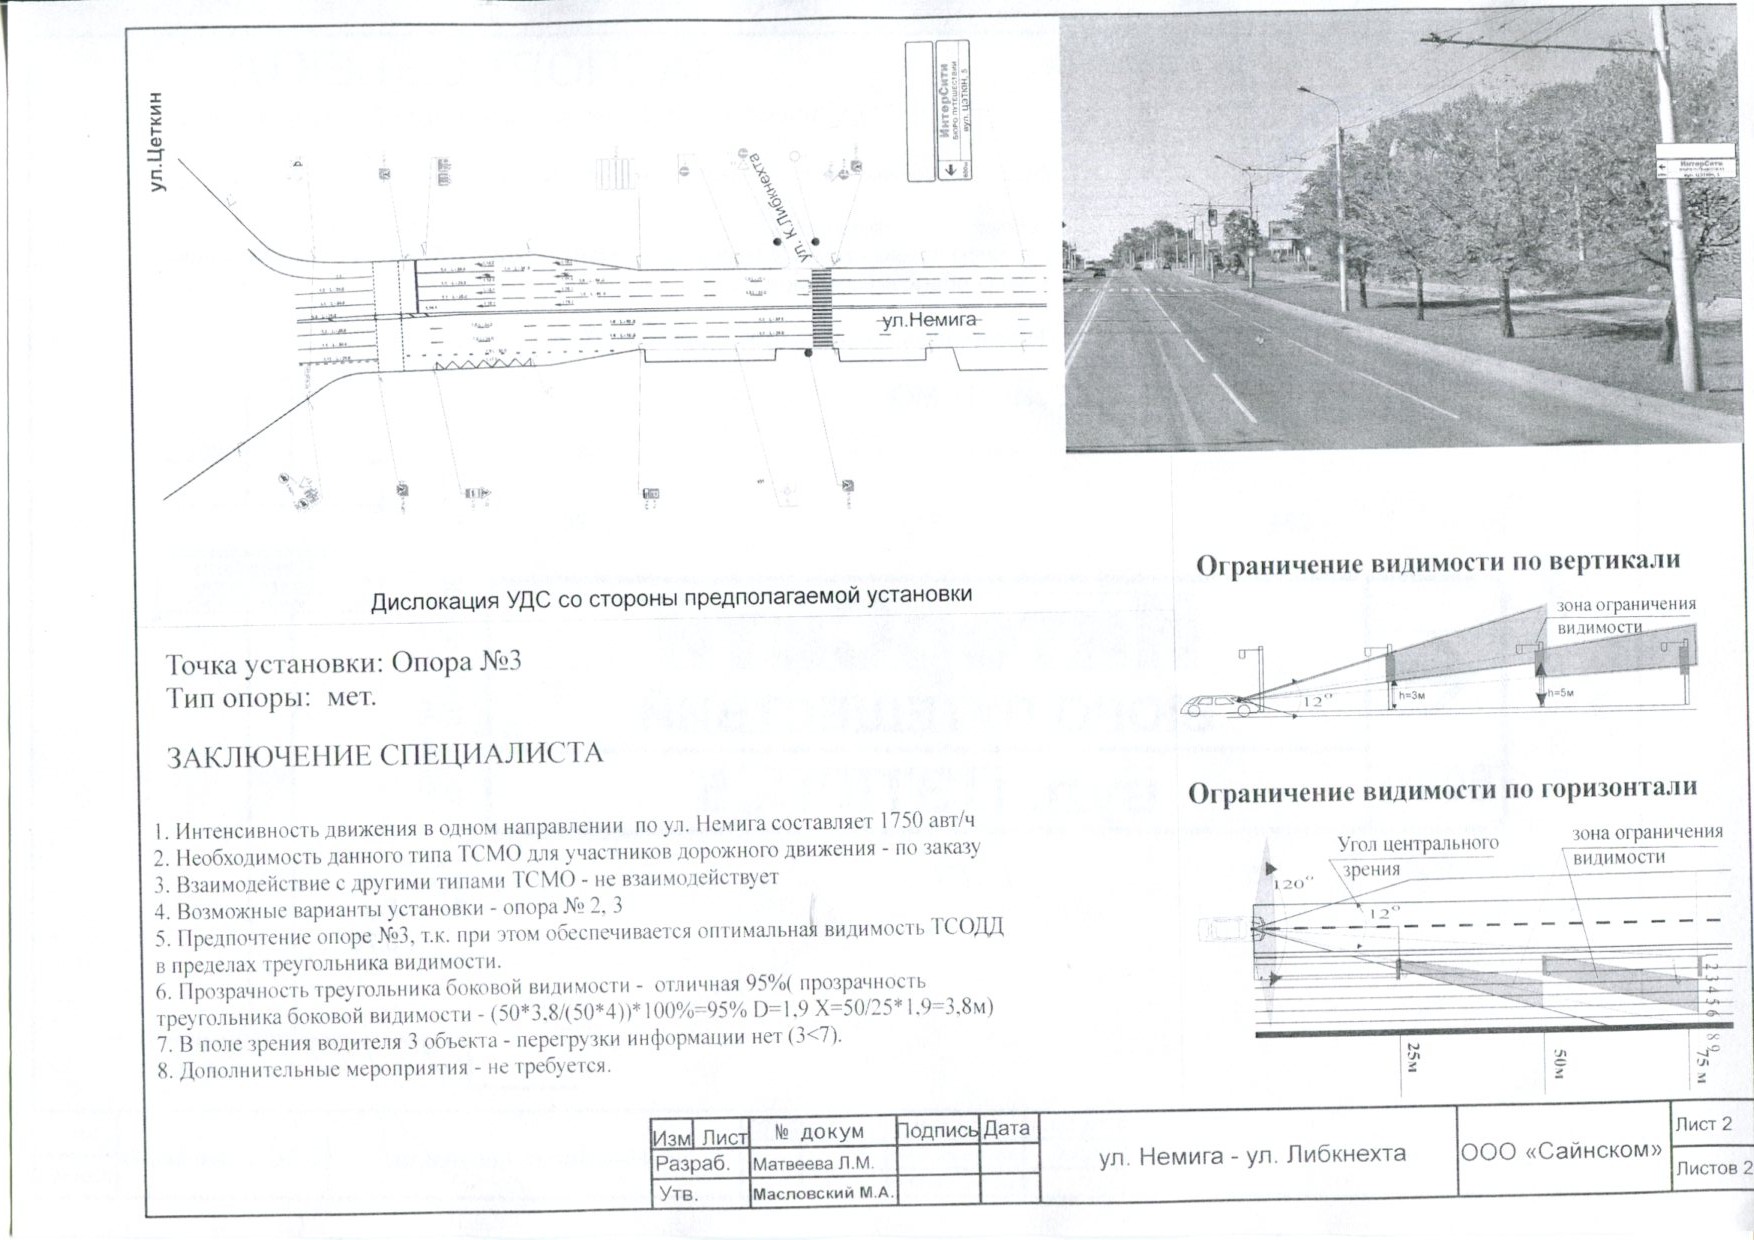 ул.Цеткин
ИнтерСити
БЮРО ПУТЕШЕСТВИЙ
вул. ЦЭТКІН, 5
ул. К.Либкнехта
ул.Немига
ИнтерСити
Дислокация УДС со стороны предполагаемой установки
Точка установки: Опора №3
Тип опоры: мет.
ЗАКЛЮЧЕНИЕ СПЕЦИАЛИСТА
1. Интенсивность движения в одном направлении по ул. Немига составляет 1750 авт/ч
2. Необходимость данного типа ТСМО для участников дорожного движения - по заказу
3. Взаимодействие с другими типами ТСМО - не взаимодействует
4. Возможные варианты установки - опора № 2, 3
5. Предпочтение опоре №3, т.к. при этом обеспечивается оптимальная видимость ТСОДД
в пределах треугольника видимости.
6. Прозрачность треугольника боковой видимости - отличная 95%( прозрачность
треугольника боковой видимости - (50*3,8/(50*4))*100%=95% D=1,9 X=50/25*1,9=3,8м)
7. В поле зрения водителя 3 объекта - перегрузки информации нет (3<7).
8. Дополнительные мероприятия - не требуется.
Ограничение видимости по вертикали
зона ограничения
видимости
12°
h=3м
h=5м
Ограничение видимости по горизонтали
Угол центрального
зрения
зона ограничения
видимости
120°
12°
2 3 4 5 6 8 9
25м
50м
75 м
Изм Лист № докум Подпись Дата
Разраб. Матвеева Л.М.
Утв. Масловский М.А.
ул. Немига - ул. Либкнехта
ООО «Сайнском»
Лист 2
Листов 2